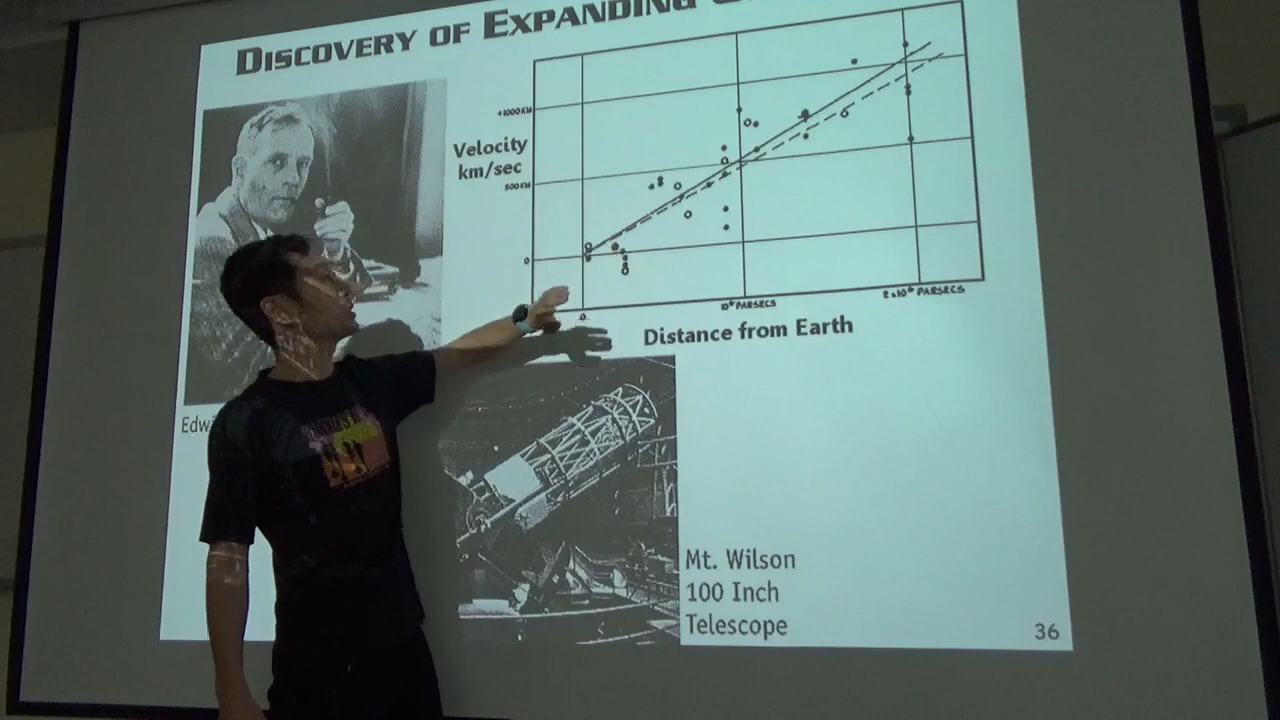 DISCOVERY OF EXPANDING
+1000 KM
Velocity
km/sec
500 KM
0
0
10⁶ PARSECS
2 x 10⁶ PARSECS
Distance from Earth
Mt. Wilson
100 Inch
Telescope
36